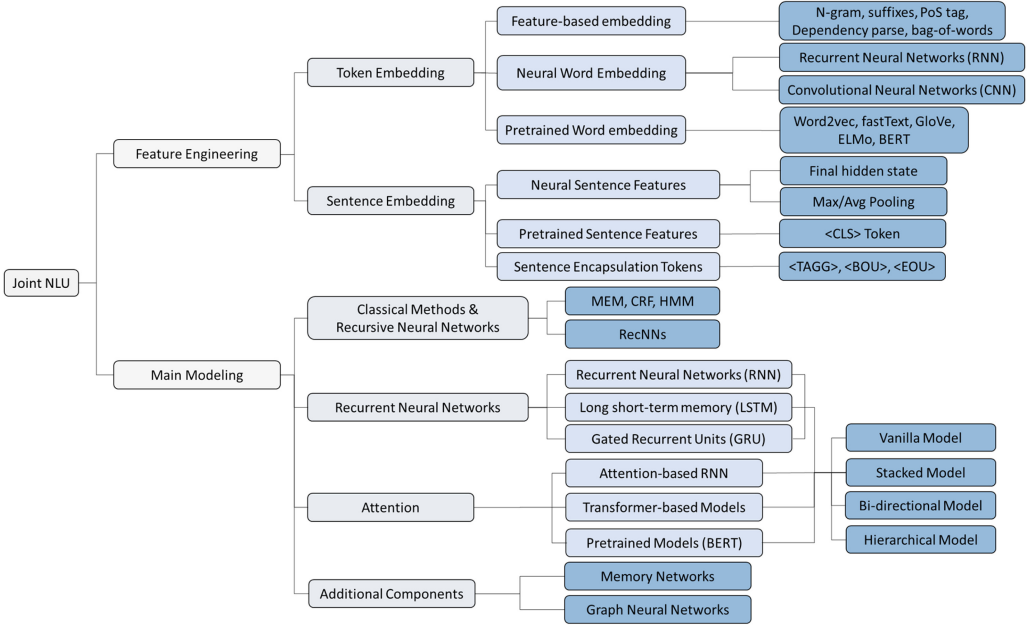 Joint NLU
Feature Engineering
Token Embedding
Feature-based embedding
N-gram, suffixes, PoS tag,
Dependency parse, bag-of-words
Neural Word Embedding
Recurrent Neural Networks (RNN)
Convolutional Neural Networks (CNN)
Pretrained Word embedding
Word2vec, fastText, GloVe,
ELMo, BERT
Sentence Embedding
Neural Sentence Features
Final hidden state
Max/Avg Pooling
Pretrained Sentence Features
<CLS> Token
Sentence Encapsulation Tokens
<TAGG>, <BOU>, <EOU>
Main Modeling
Classical Methods &
Recursive Neural Networks
MEM, CRF, HMM
RecNNs
Recurrent Neural Networks
Recurrent Neural Networks (RNN)
Long short-term memory (LSTM)
Gated Recurrent Units (GRU)
Attention
Attention-based RNN
Transformer-based Models
Pretrained Models (BERT)
Vanilla Model
Stacked Model
Bi-directional Model
Hierarchical Model
Additional Components
Memory Networks
Graph Neural Networks